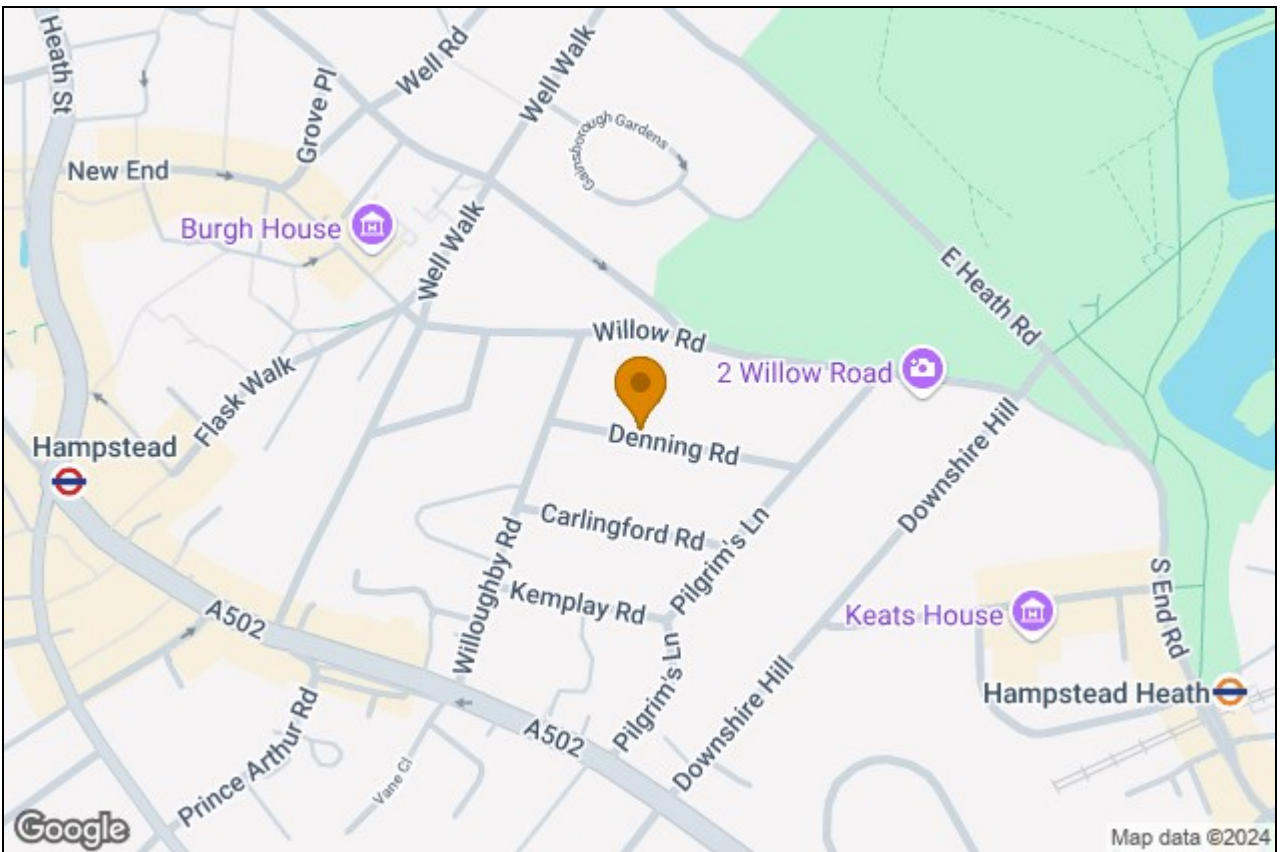 Heath St
Well Rd
Well Walk
Grove Pl
Gainsborough Gardens
New End
Burgh House
Well Walk
E Heath Rd
Willow Rd
2 Willow Road
Flask Walk
Hampstead
Denning Rd
Downshire Hill
Carlingford Rd
Pilgrim's Ln
Willoughby Rd
Kemplay Rd
S End Rd
Keats House
A502
Pilgrim's Ln
Downshire Hill
Hampstead Heath
Prince Arthur Rd
A502
Vane Cl
Google
Map data ©2024